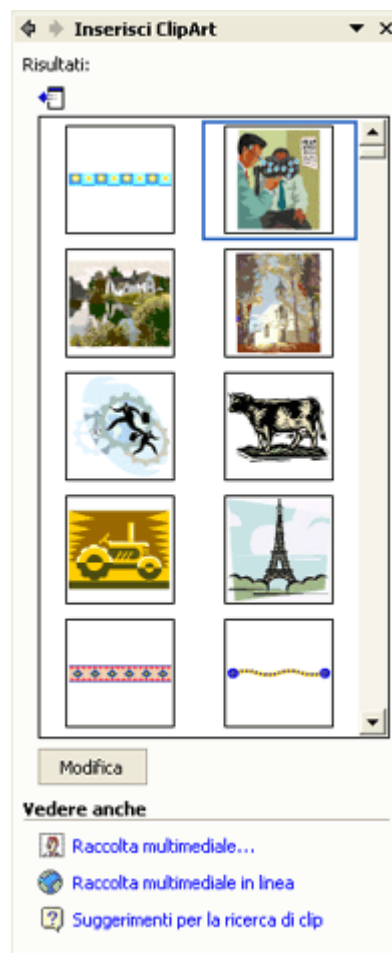 Inserisci ClipArt
Risultati:
Modifica
Vedere anche
Raccolta multimediale...
Raccolta multimediale in linea
Suggerimenti per la ricerca di clip